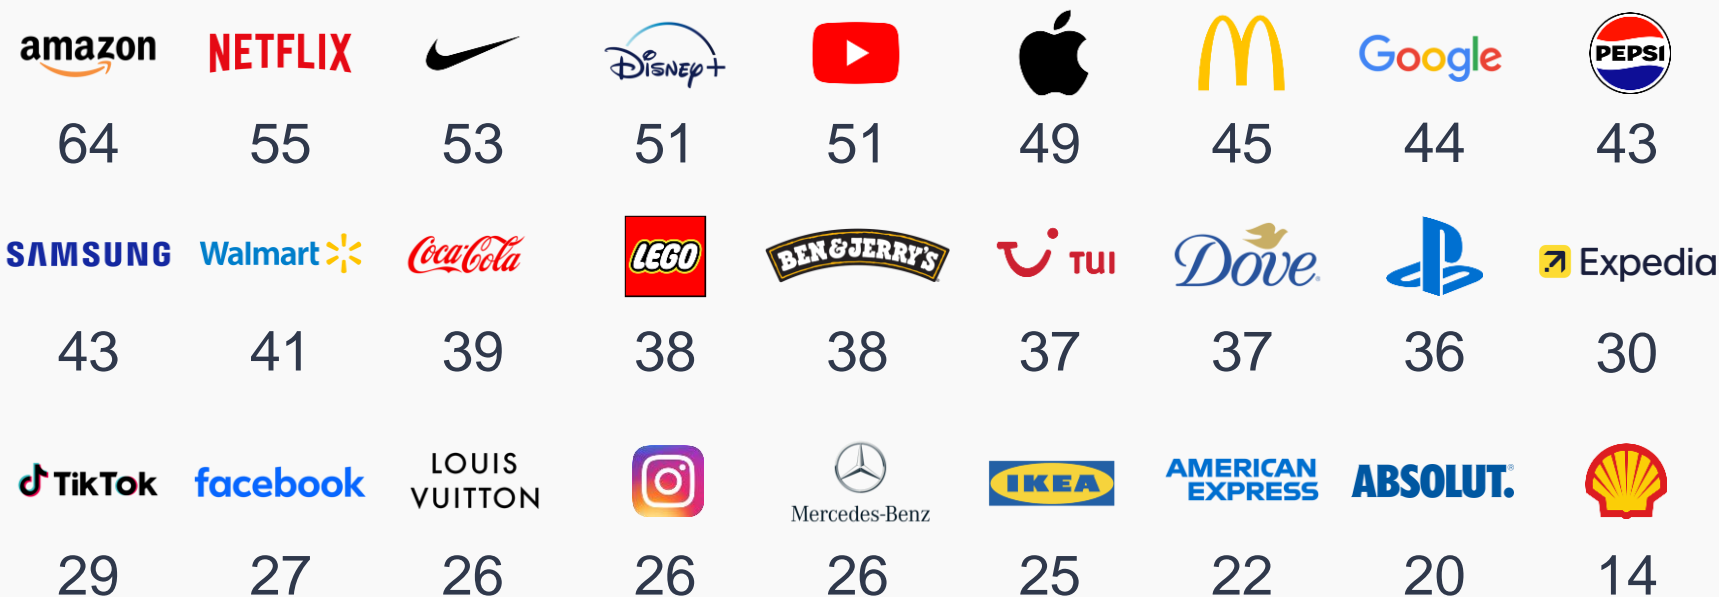 amazon NETFLIX Disney+ Google PEPSI
64 55 53 51 51 49 45 44 43
SAMSUNG Walmart Coca-Cola LEGO BEN & JERRY'S TUI Dove Expedia
43 41 39 38 38 37 37 36 30
TikTok facebook LOUIS VUITTON Mercedes-Benz IKEA AMERICAN EXPRESS ABSOLUT.
29 27 26 26 26 25 22 20 14